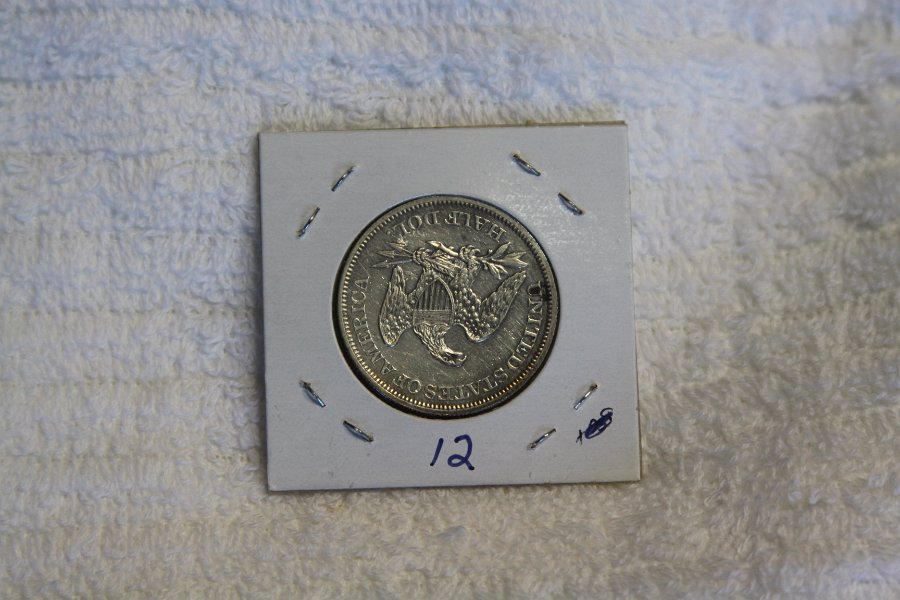 UNITED STATES OF AMERICA
HALF DOL.
12